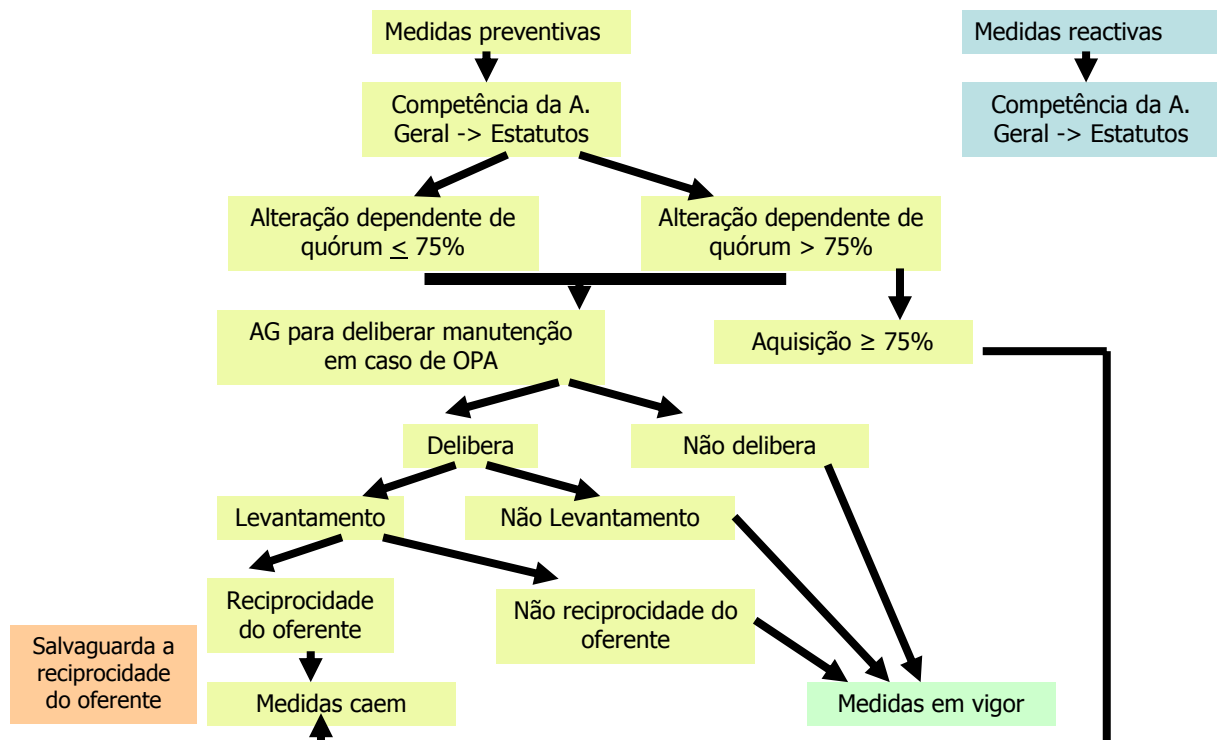 Medidas preventivas
Medidas reactivas
Competência da A.
Geral -> Estatutos
Competência da A.
Geral -> Estatutos
Alteração dependente de
quórum < 75%
Alteração dependente de
quórum > 75%
AG para deliberar manutenção
em caso de OPA
Aquisição ≥ 75%
Delibera
Não delibera
Levantamento
Não Levantamento
Reciprocidade
do oferente
Não reciprocidade do
oferente
Salvaguarda a
reciprocidade
do oferente
Medidas caem
Medidas em vigor